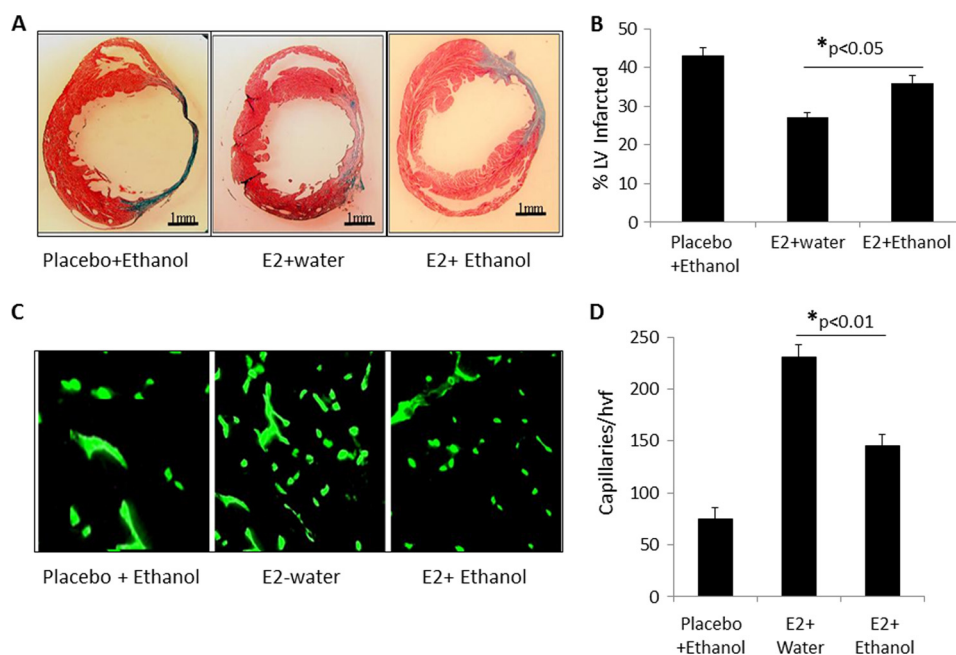 A
1mm
1mm
1mm
Placebo+Ethanol
E2+water
E2+ Ethanol
B
% LV Infarcted
50
40
30
20
10
0
*p<0.05
Placebo
+Ethanol
E2+water
E2+Ethanol
C
Placebo + Ethanol
E2-water
E2+ Ethanol
D
Capillaries/hvf
250
200
150
100
50
0
*p<0.01
Placebo
+Ethanol
E2+
Water
E2+
Ethanol